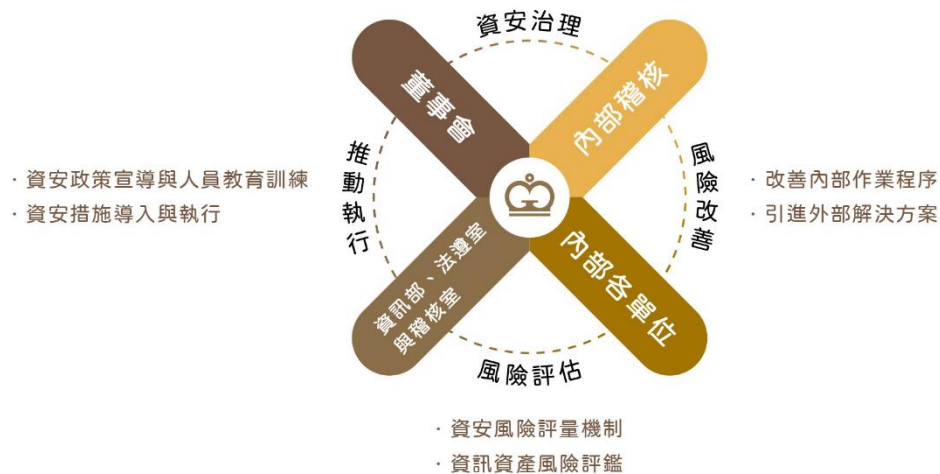 資安治理
董事會
內部稽核
推動執行
風險改善
· 資安政策宣導與人員教育訓練
· 資安措施導入與執行
· 改善內部作業程序
· 引進外部解決方案
資訊部、法遵室
與稽核室
內部各單位
風險評估
· 資安風險評量機制
· 資訊資產風險評鑑